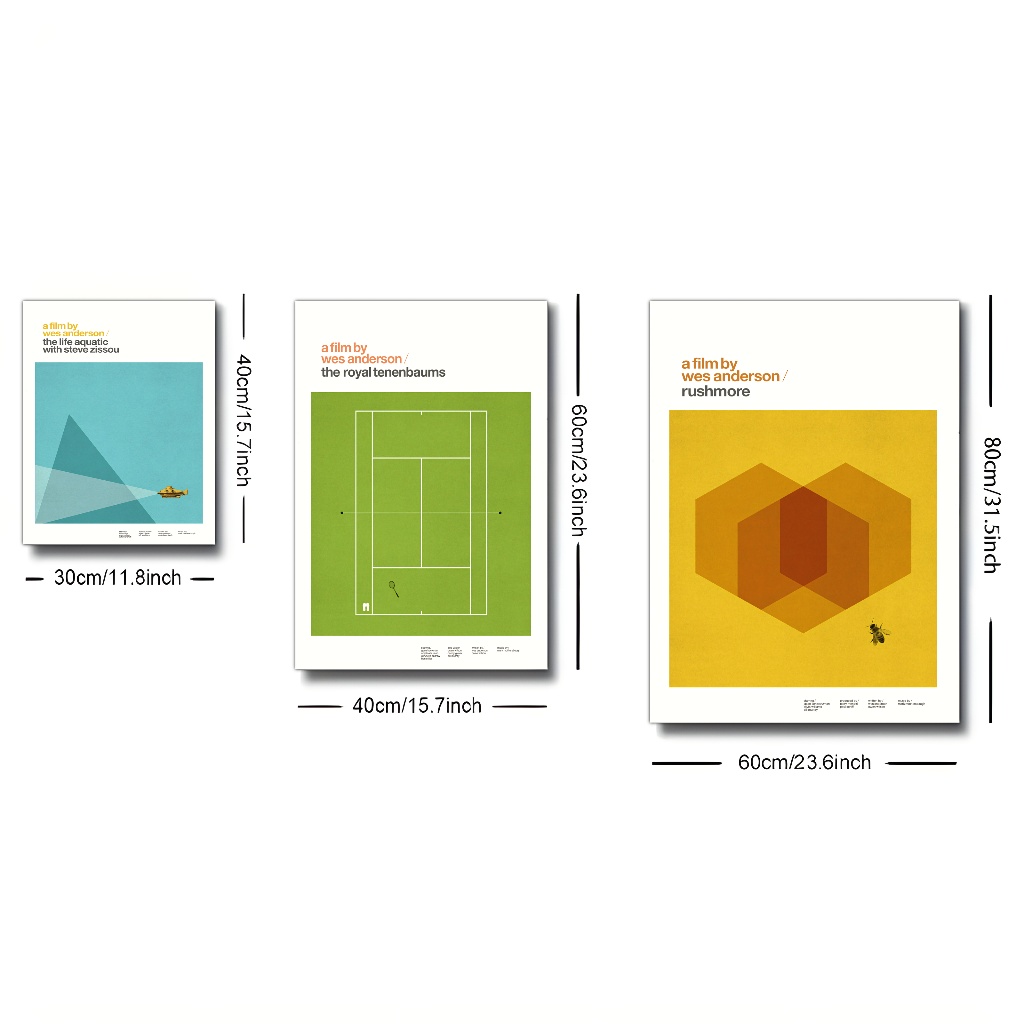 a film by
wes anderson /
the life aquatic
with steve zissou
40cm/15.7inch
30cm/11.8inch
a film by
wes anderson /
the royal tenenbaums
60cm/23.6inch
40cm/15.7inch
a film by
wes anderson /
rushmore
80cm/31.5inch
60cm/23.6inch